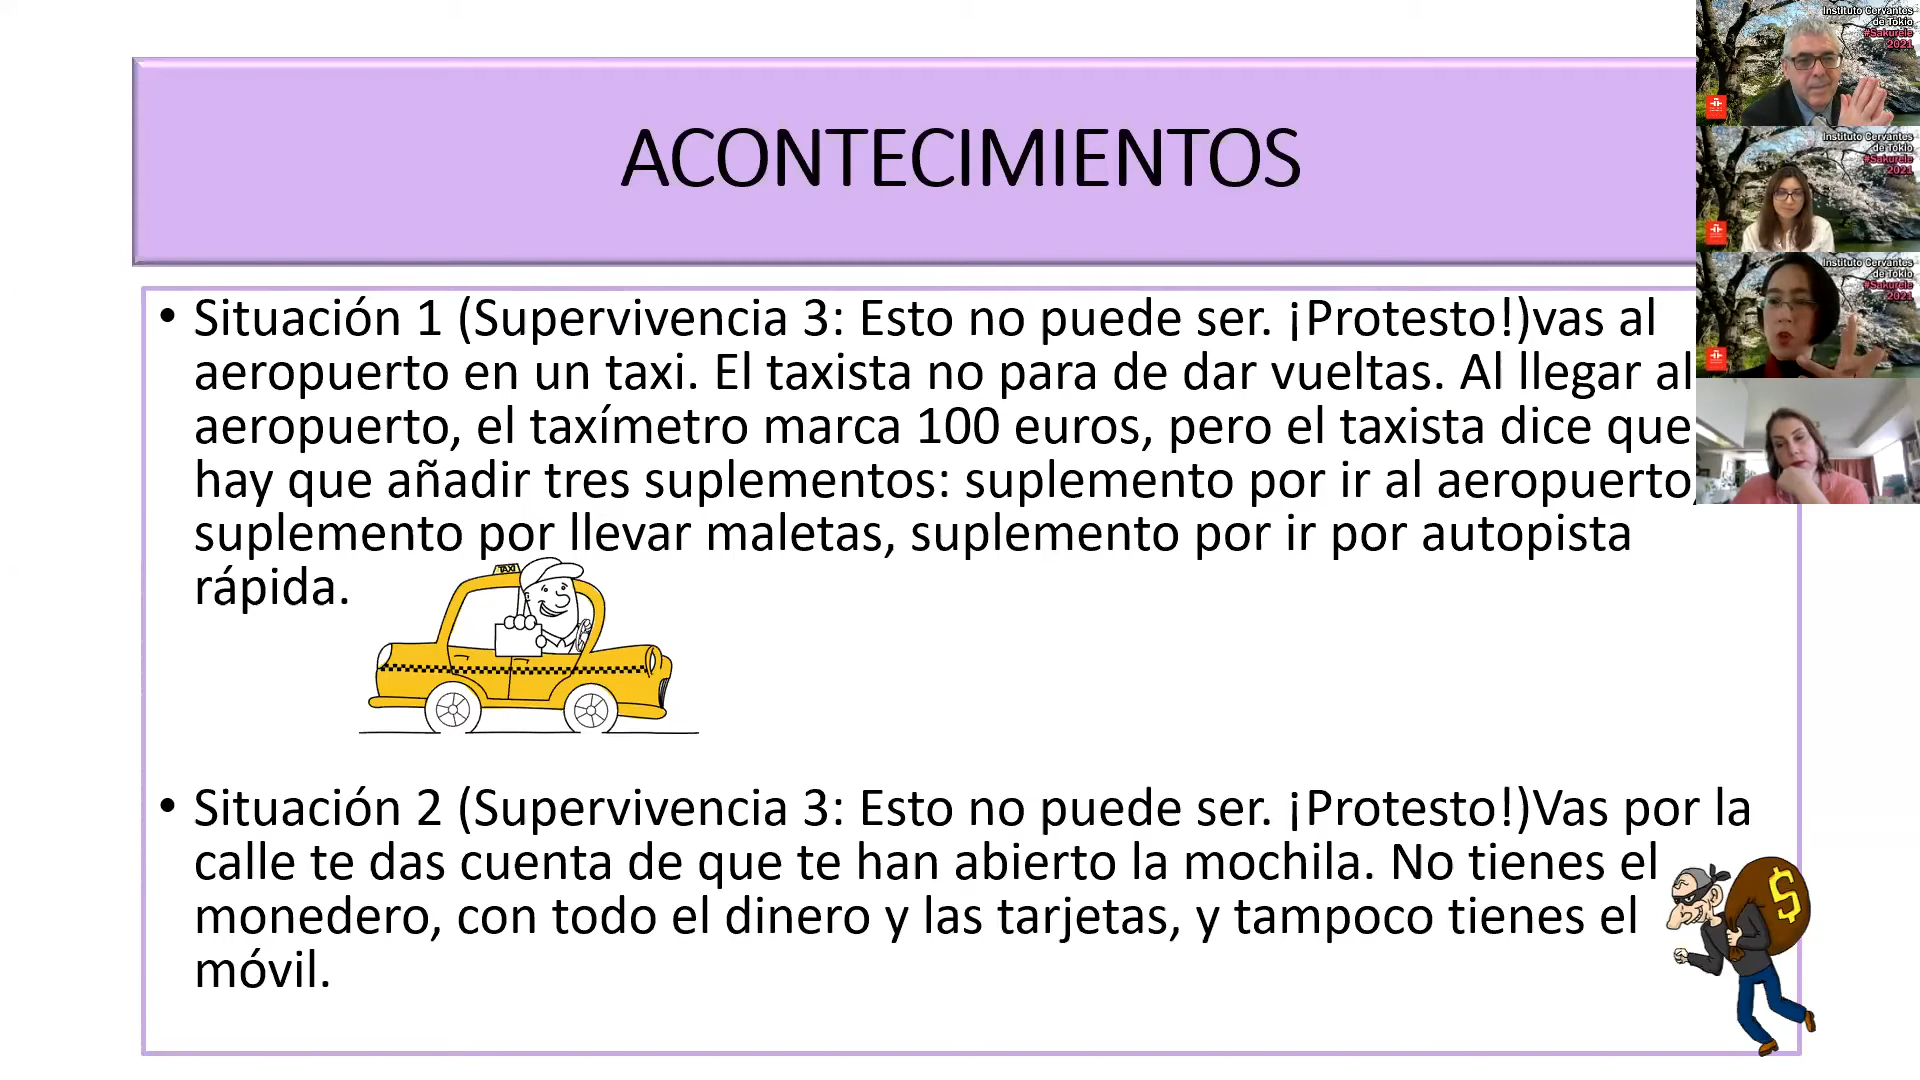 ACONTECIMIENTOS
• Situación 1 (Supervivencia 3: Esto no puede ser. ¡Protesto!)vas al
aeropuerto en un taxi. El taxista no para de dar vueltas. Al llegar al
aeropuerto, el taxímetro marca 100 euros, pero el taxista dice que
hay que añadir tres suplementos: suplemento por ir al aeropuerto,
suplemento por llevar maletas, suplemento por ir por autopista
rápida.
TAXI
• Situación 2 (Supervivencia 3: Esto no puede ser. ¡Protesto!)Vas por la
calle te das cuenta de que te han abierto la mochila. No tienes el
monedero, con todo el dinero y las tarjetas, y tampoco tienes el
móvil.
$
Instituto Cervantes
de Tokio
#Sakurele
2021
Instituto Cervantes
de Tokio
#Sakurele
2021
Instituto Cervantes
de Tokio
#Sakurele
2021